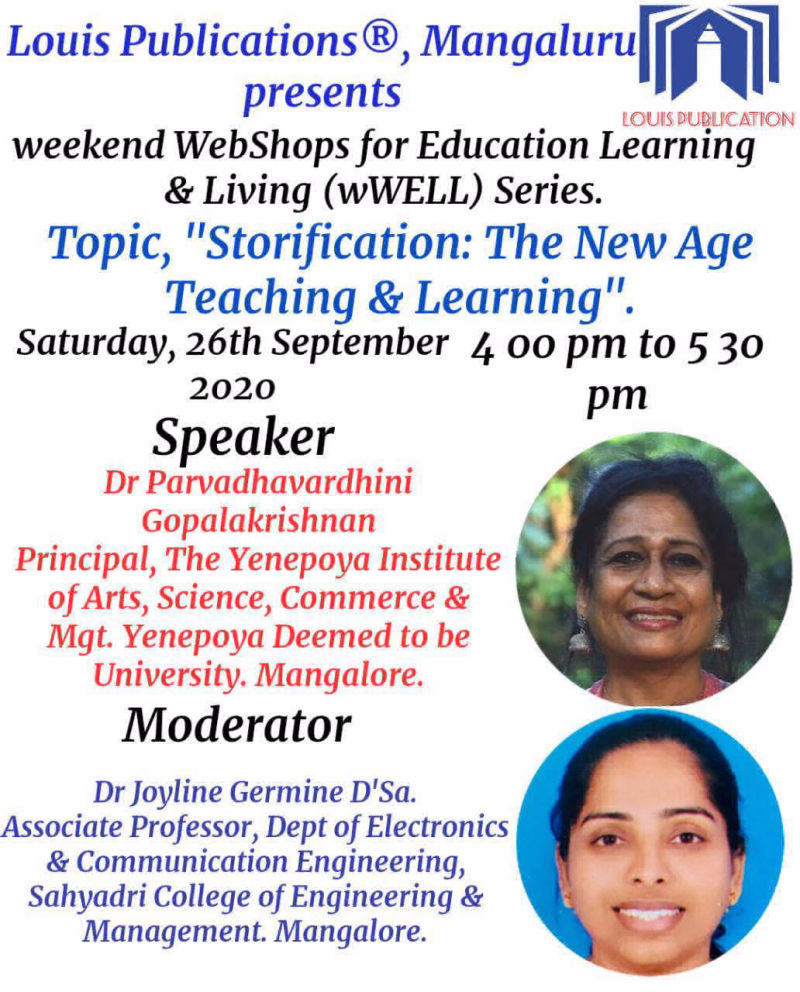 Louis Publications®, Mangaluru
presents
LOUIS PUBLICATION
weekend WebShops for Education Learning
& Living (wWELL) Series.
Topic, "Storification: The New Age
Teaching & Learning".
Saturday, 26th September
2020
4 00 pm to 5 30
pm
Speaker
Dr Parvadhavardhini
Gopalakrishnan
Principal, The Yenepoya Institute
of Arts, Science, Commerce &
Mgt. Yenepoya Deemed to be
University. Mangalore.
Moderator
Dr Joyline Germine D'Sa.
Associate Professor, Dept of Electronics
& Communication Engineering,
Sahyadri College of Engineering &
Management. Mangalore.